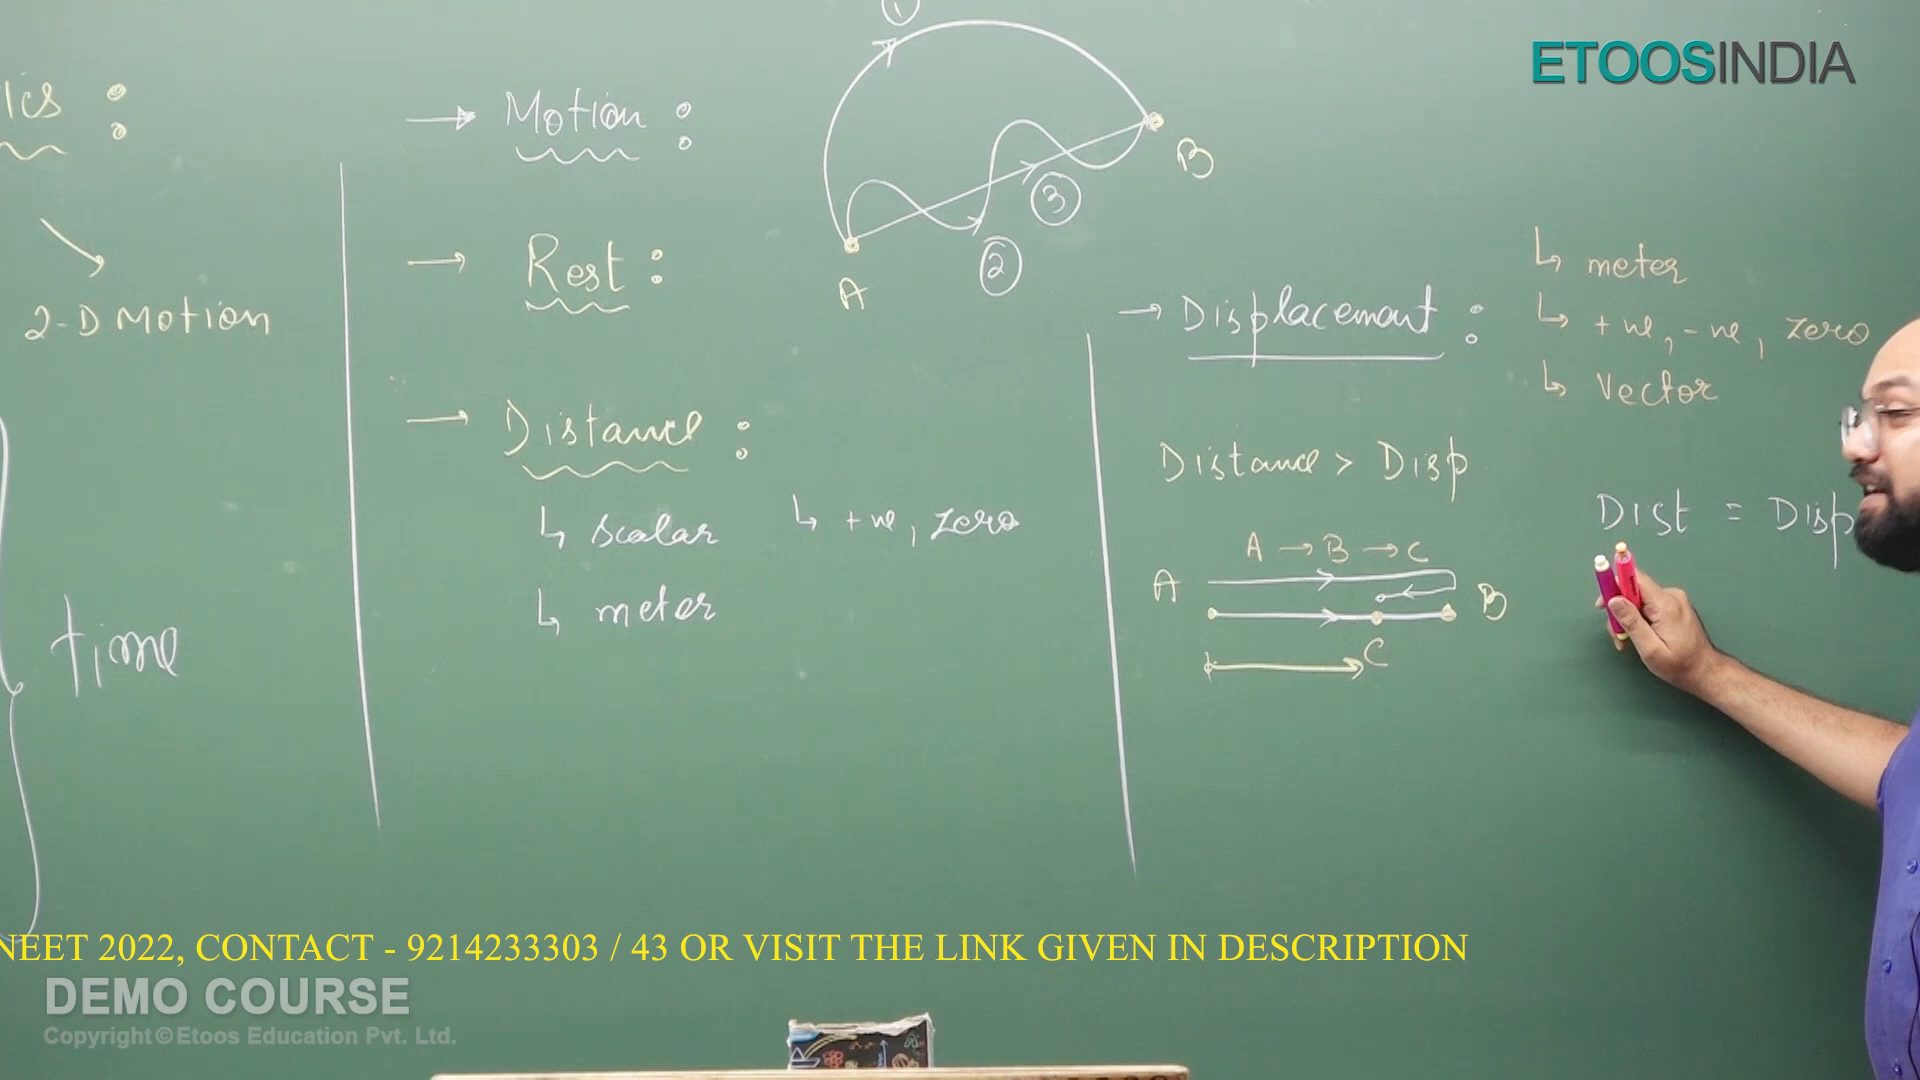 ics :
2-D Motion
time
→ Motion :
→ Rest :
→ Distance :
↳ scalar ↳ +ve, zero
↳ meter
1
2
3
A
B
→ Displacement :
↳ meter
↳ +ve, -ve, zero
↳ Vector
Distance > Disp
Dist = Disp
A → B → C
A
B
C
ETOOSINDIA
NEET 2022, CONTACT - 9214233303 / 43 OR VISIT THE LINK GIVEN IN DESCRIPTION
DEMO COURSE
Copyright © Etoos Education Pvt. Ltd.